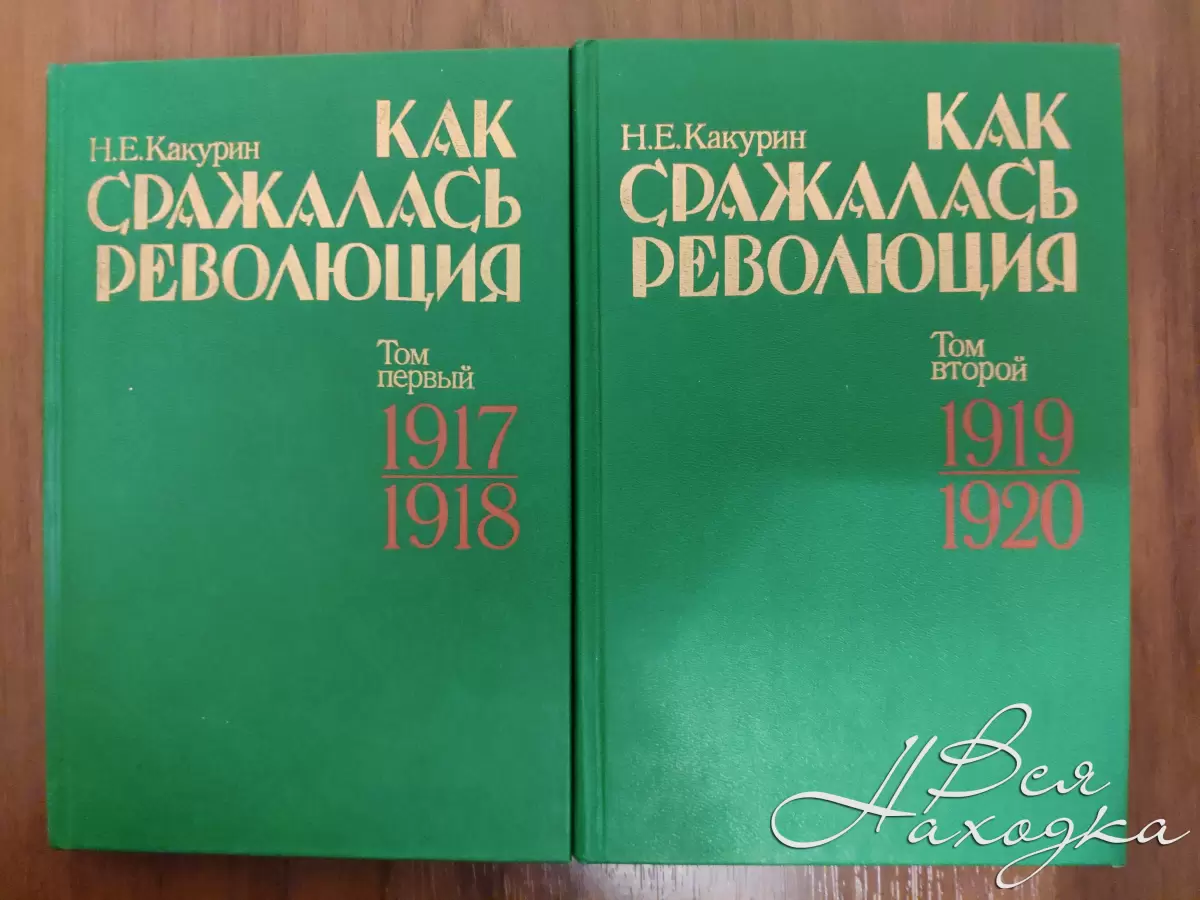 Н.Е.Какурин
КАК
СРАЖАЛАСЬ
РЕВОЛЮЦИЯ
Том
первый
1917
1918
Н.Е.Какурин
КАК
СРАЖАЛАСЬ
РЕВОЛЮЦИЯ
Том
второй
1919
1920
Вся
Находка